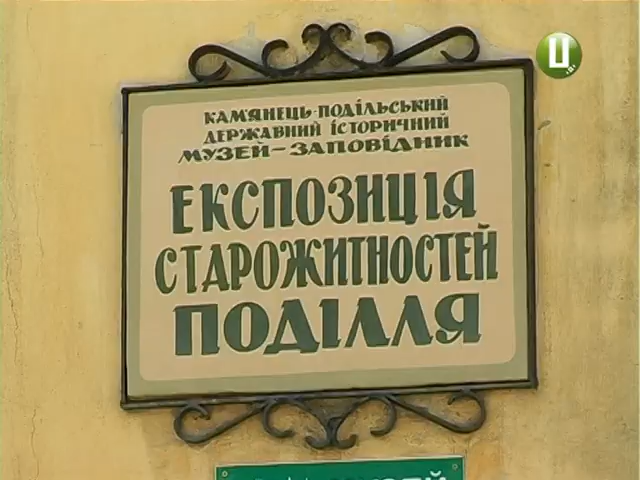 КАМ'ЯНЕЦЬ-ПОДІЛЬСЬКИЙ
ДЕРЖАВНИЙ ІСТОРИЧНИЙ
МУЗЕЙ-ЗАПОВІДНИК
ЕКСПОЗИЦІЯ
СТАРОЖИТНОСТЕЙ
ПОДІЛЛЯ
Ц